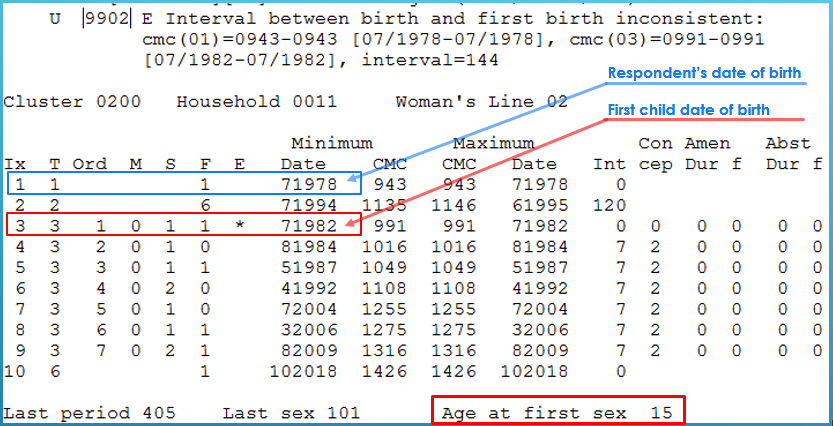 U |9902| E Interval between birth and first birth inconsistent:
cmc(01)=0943-0943 [07/1978-07/1978], cmc(03)=0991-0991
[07/1982-07/1982], interval=144
Respondent's date of birth
Cluster 0200 Household 0011 Woman's Line 02
First child date of birth
Minimum Maximum Con Amen Abst
Ix T Ord M S F E Date CMC CMC Date Int cep Dur f Dur f
1 1 1 71978 943 943 71978 0
2 2 6 71994 1135 1146 61995 120
3 3 1 0 1 1 * 71982 991 991 71982 0 0 0 0 0 0
4 3 2 0 1 0 81984 1016 1016 81984 7 2 0 0 0 0
5 3 3 0 1 1 51987 1049 1049 51987 7 2 0 0 0 0
6 3 4 0 2 0 41992 1108 1108 41992 7 2 0 0 0 0
7 3 5 0 1 0 72004 1255 1255 72004 7 2 0 0 0 0
8 3 6 0 1 1 32006 1275 1275 32006 7 2 0 0 0 0
9 3 7 0 2 1 82009 1316 1316 82009 7 2 0 0 0 0
10 6 1 102018 1426 1426 102018 0
Last period 405 Last sex 101 Age at first sex 15